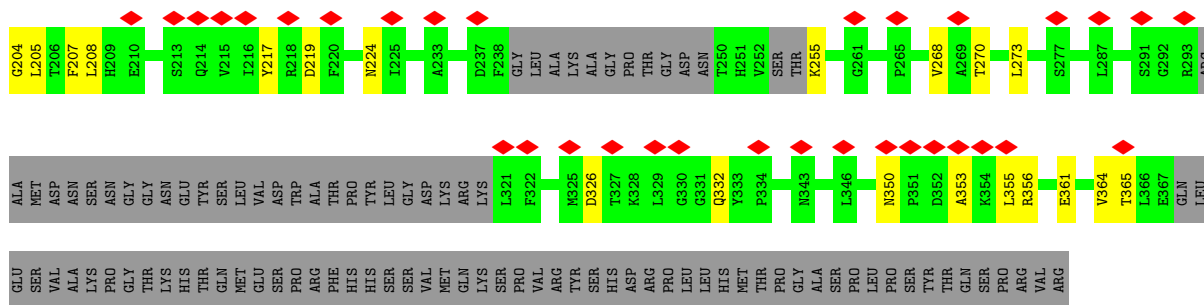 G204 L205 T206 F207 L208 H209 E210 S213 Q214 V215 I216 Y217 R218 D219 F220 N224 I225 A233 D237 F238 GLY LEU ALA LYS ALA GLY PRO THR GLY ASP ASN T250 H251 V252 SER THR K255 G261 P265 V268 A269 T270 L273 S277 L287 S291 G292 R293 ARG
ALA MET ASP ASN SER ASN GLY GLY ASN GLU TYR SER LEU VAL ASP TRP ALA THR PRO TYR LEU GLY ASP LYS ARG LYS L321 F322 M325 D326 T327 K328 L329 G330 G331 Q332 Y333 P334 N343 L346 N350 P351 D352 A353 K354 L355 R356 E361 V364 T365 L366 E367 GLN LEU
GLU SER VAL ALA LYS PRO GLY THR LYS HIS THR GLN MET GLU SER PRO ARG PHE HIS HIS SER SER VAL MET GLN LYS SER PRO VAL ARG TYR SER HIS ASP ARG PRO LEU LEU HIS MET THR PRO GLY ALA SER PRO LEU PRO SER TYR THR GLN SER PRO ARG VAL ARG